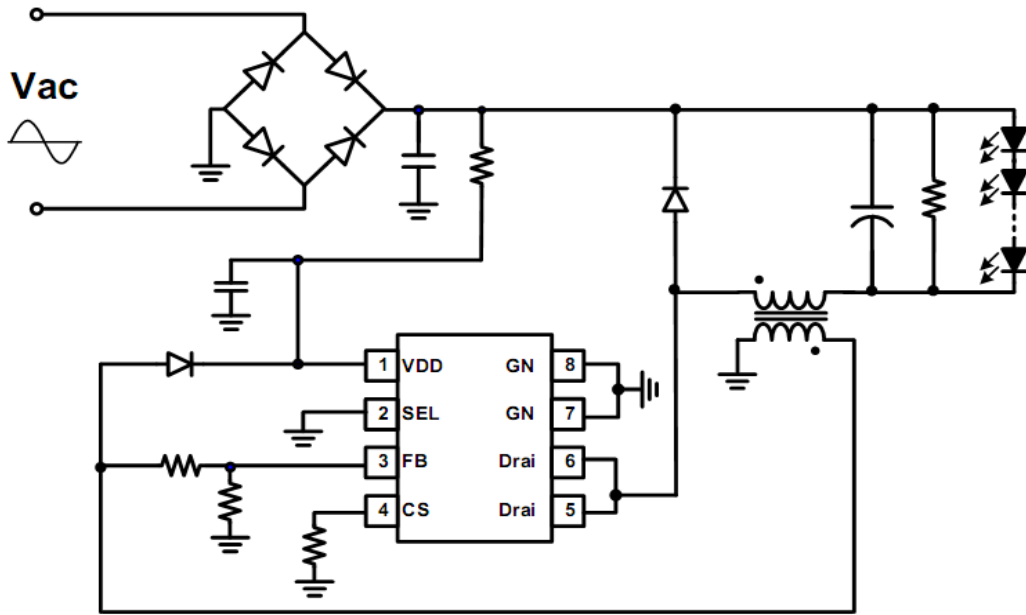 Vac
1 VDD GN 8
2 SEL GN 7
3 FB Drai 6
4 CS Drai 5